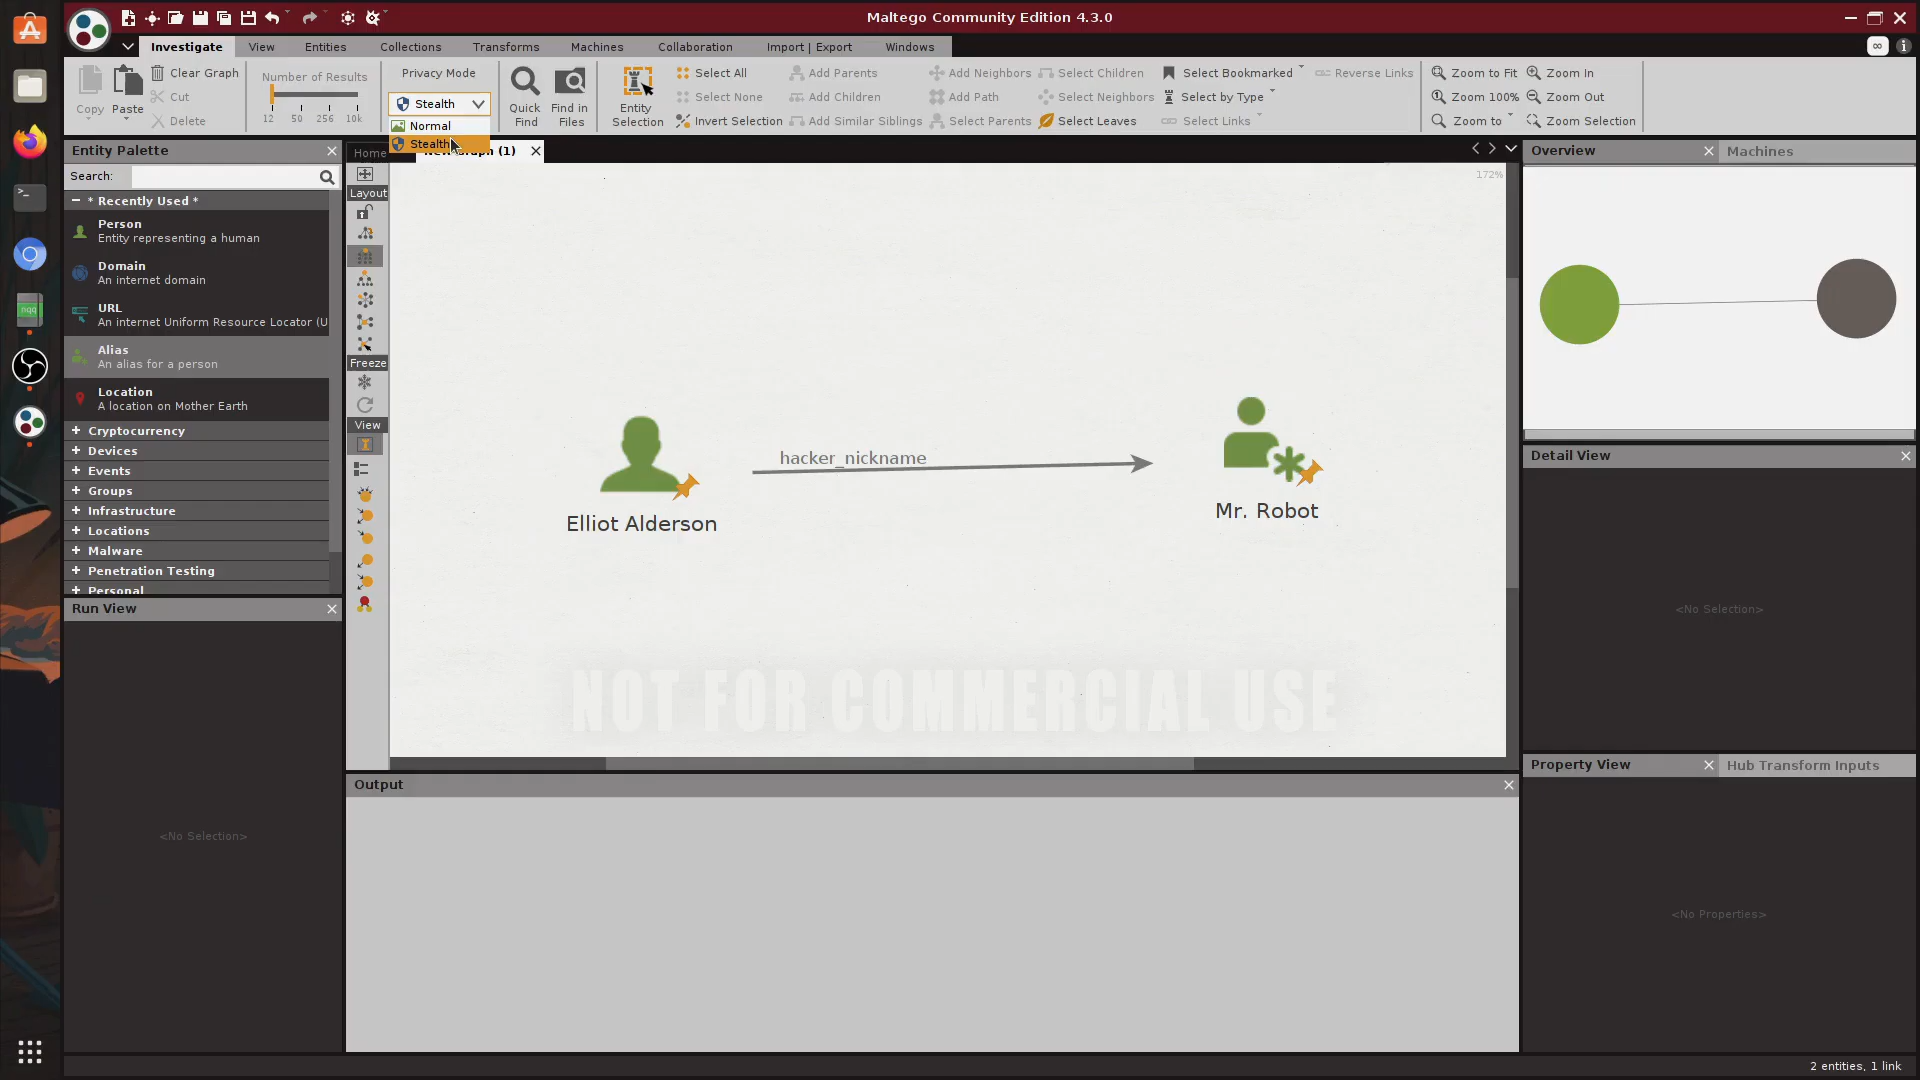 Maltego Community Edition 4.3.0
Investigate View Entities Collections Transforms Machines Collaboration Import | Export Windows
Copy
Paste
Clear Graph
Cut
Delete
Number of Results
12 50 256 10k
Privacy Mode
Stealth
Normal
Stealth
Quick
Find
Find in
Files
Entity
Selection
Select All
Select None
Invert Selection
Add Parents
Add Children
Add Similar Siblings
Add Neighbors
Add Path
Select Parents
Select Children
Select Neighbors
Select Leaves
Select Bookmarked
Select by Type
Select Links
Reverse Links
Zoom to Fit
Zoom 100%
Zoom to
Zoom In
Zoom Out
Zoom Selection
Entity Palette
Search:
* Recently Used *
Person
Entity representing a human
Domain
An internet domain
URL
An internet Uniform Resource Locator (U
Alias
An alias for a person
Location
A location on Mother Earth
Cryptocurrency
Devices
Events
Groups
Infrastructure
Locations
Malware
Penetration Testing
Personal
Run View
<No Selection>
Home
(1)
Layout
Freeze
View
172%
hacker_nickname
Elliot Alderson
Mr. Robot
NOT FOR COMMERCIAL USE
Output
Overview
Machines
Detail View
<No Selection>
Property View
Hub Transform Inputs
<No Properties>
2 entities, 1 link